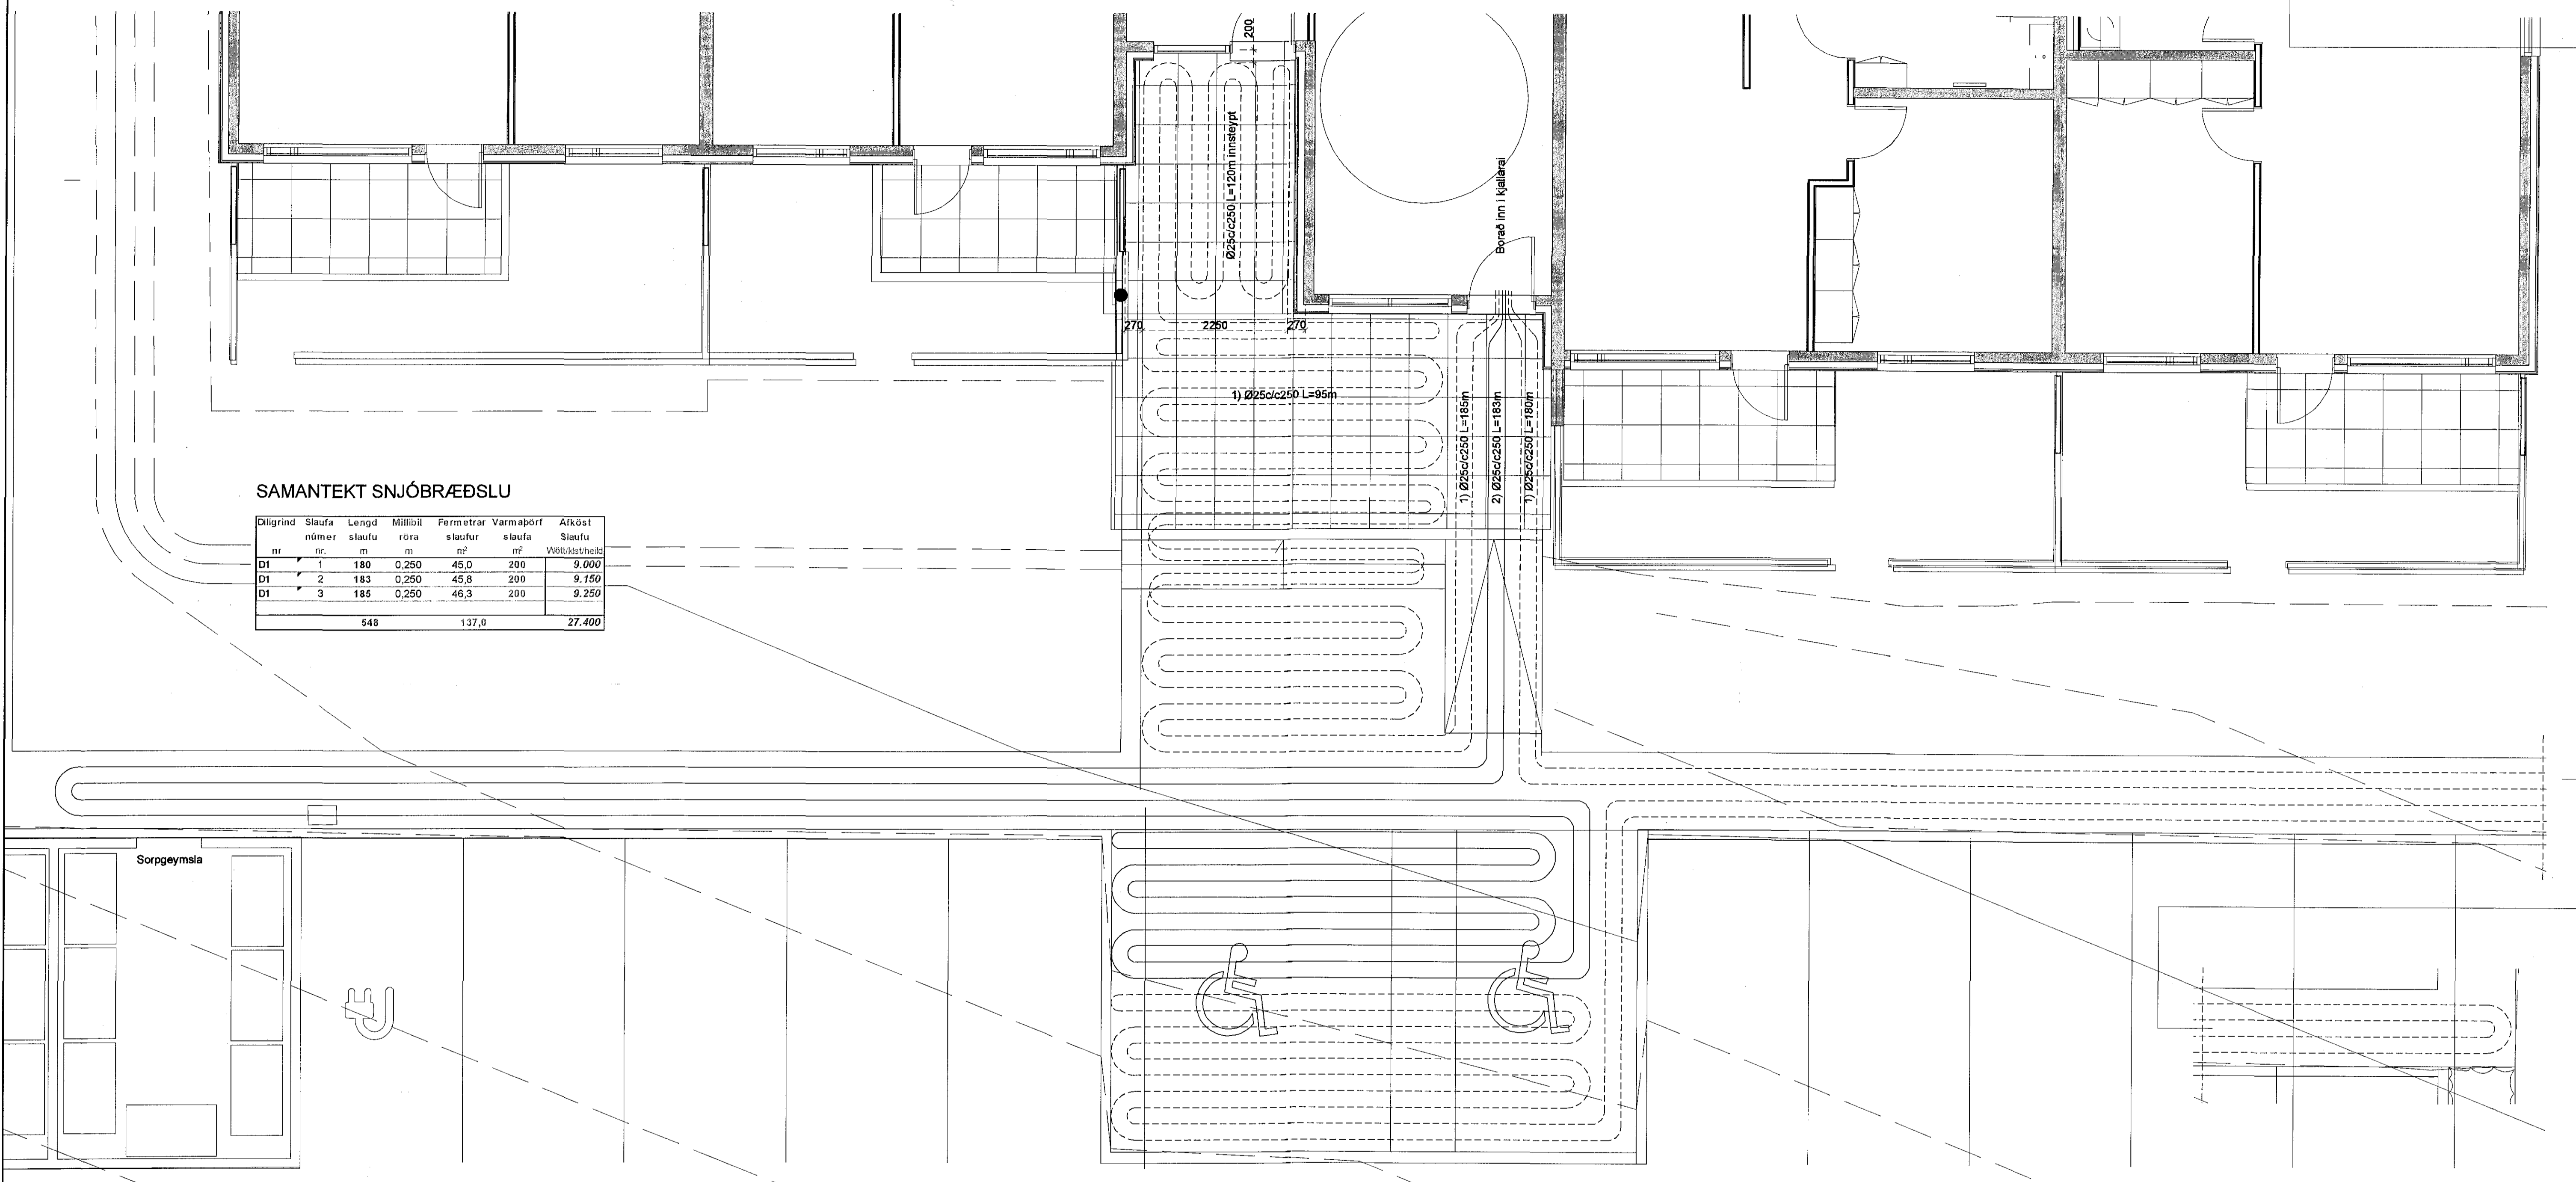 200
Ø25c/c250 L=120m innsteypt
Borað inn í kjallarai
270
2250
270
1) Ø25c/c250 L=95m
1) Ø25c/c250 L=185m
2) Ø25c/c250 L=183m
1) Ø25c/c250 L=180m
SAMANTEKT SNJÓBRÆÐSLU
Diligrind Slaufa Lengd Millibil Fermetrar Varmaþörf Afköst
númer slaufu röra slaufur slaufa Slaufu
nr nr. m m m² m² Wött/klst/heild
D1 1 180 0,250 45,0 200 9.000
D1 2 183 0,250 45,8 200 9.150
D1 3 185 0,250 46,3 200 9.250
548 137,0 27.400
Sorpgeymsla